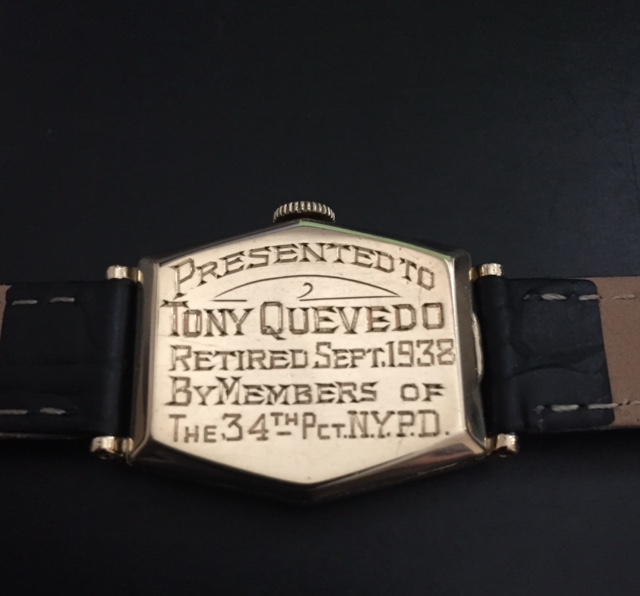 PRESENTED TO
TONY QUEVEDO
RETIRED SEPT. 1938
BY MEMBERS OF
THE 34TH PCT. N.Y.P.D.